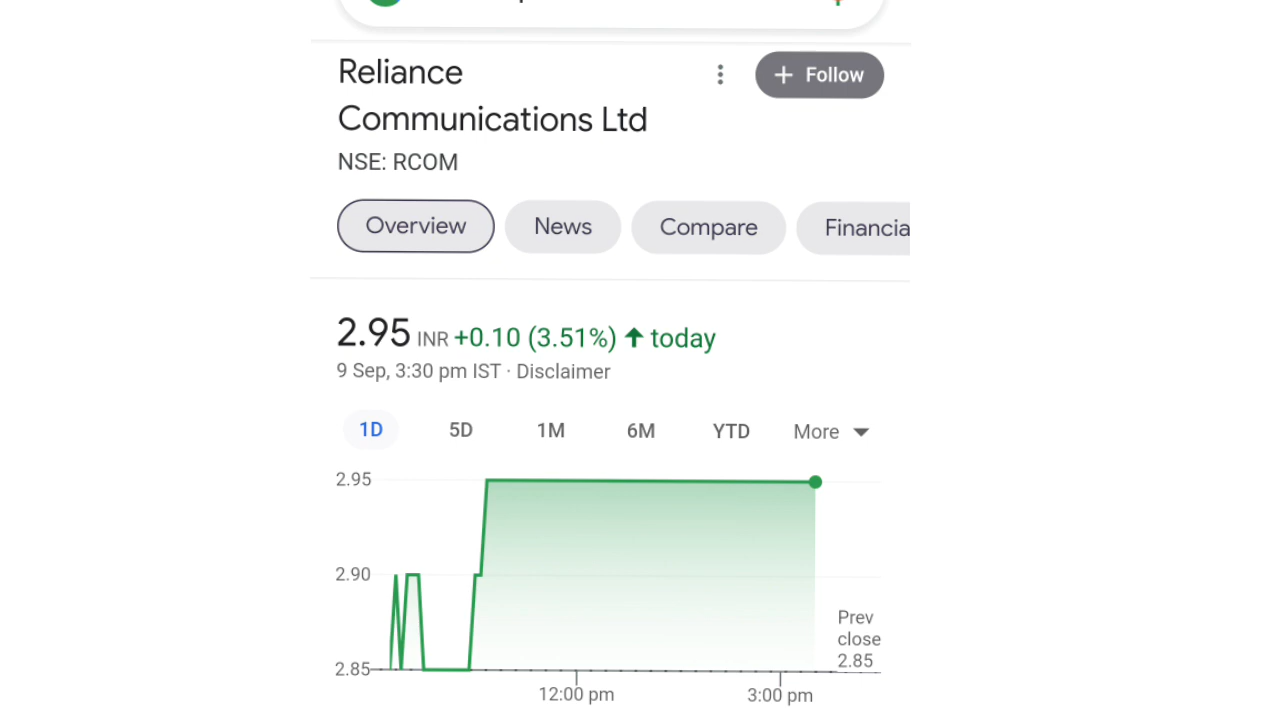 Reliance
Communications Ltd
+ Follow
NSE: RCOM
Overview News Compare Financia
2.95 INR +0.10 (3.51%) ↑ today
9 Sep, 3:30 pm IST · Disclaimer
1D 5D 1M 6M YTD More
2.95
2.90
2.85
Prev
close
2.85
12:00 pm 3:00 pm